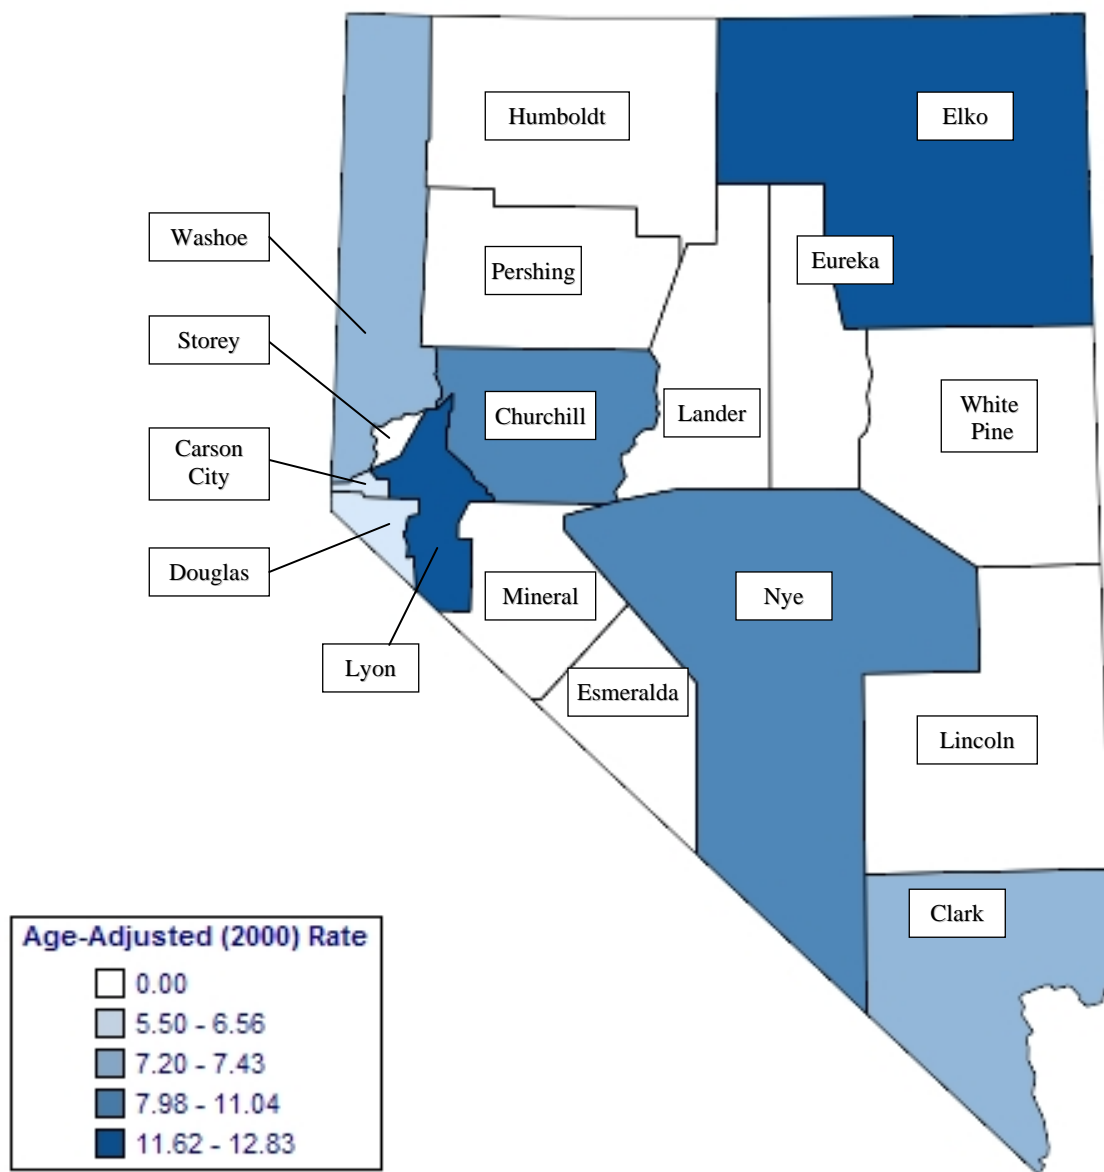 Humboldt
Elko
Washoe
Pershing
Eureka
Storey
Churchill
Lander
White
Pine
Carson
City
Douglas
Mineral
Nye
Lyon
Esmeralda
Lincoln
Clark
Age-Adjusted (2000) Rate
0.00
5.50 - 6.56
7.20 - 7.43
7.98 - 11.04
11.62 - 12.83